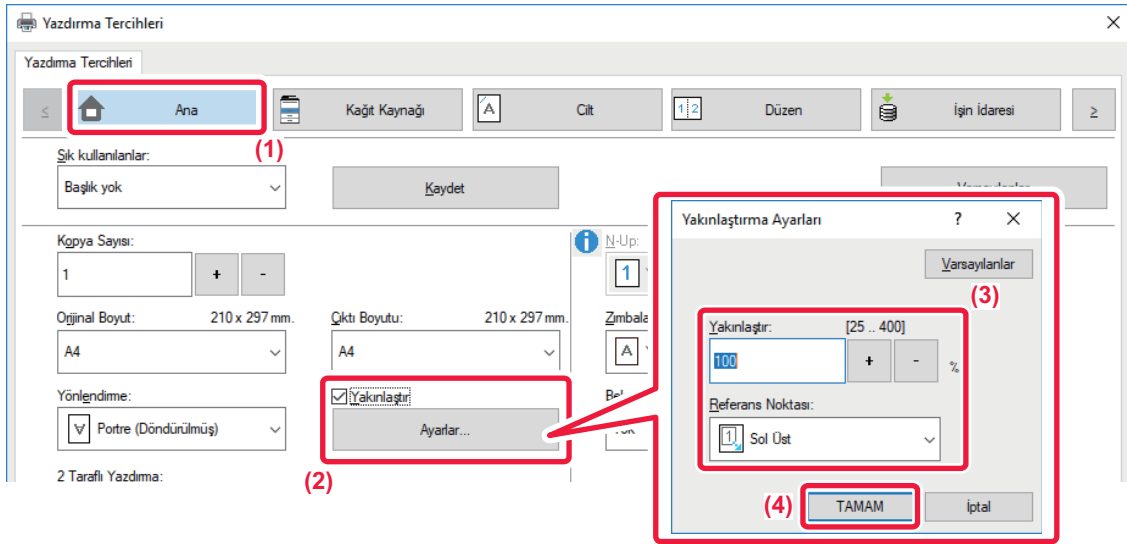 Yazdırma Tercihleri
Yazdırma Tercihleri
≤ Ana Kağıt Kaynağı Cilt Düzen İşin İdaresi ≥
(1)
Sık kullanılanlar:
Başlık yok Kaydet
Kopya Sayısı: N-Up:
1 + - 1
Orijinal Boyut: 210 x 297 mm. Çıktı Boyutu: 210 x 297 mm. Zımbala
A4 A4
Yönlendirme: Yakınlaştır
Portre (Döndürülmüş) Ayarlar...
(2)
2 Taraflı Yazdırma:
Yakınlaştırma Ayarları ? ×
Varsayılanlar
(3)
Yakınlaştır: [25 .. 400]
100 + - %
Referans Noktası:
1 Sol Üst
(4) TAMAM İptal